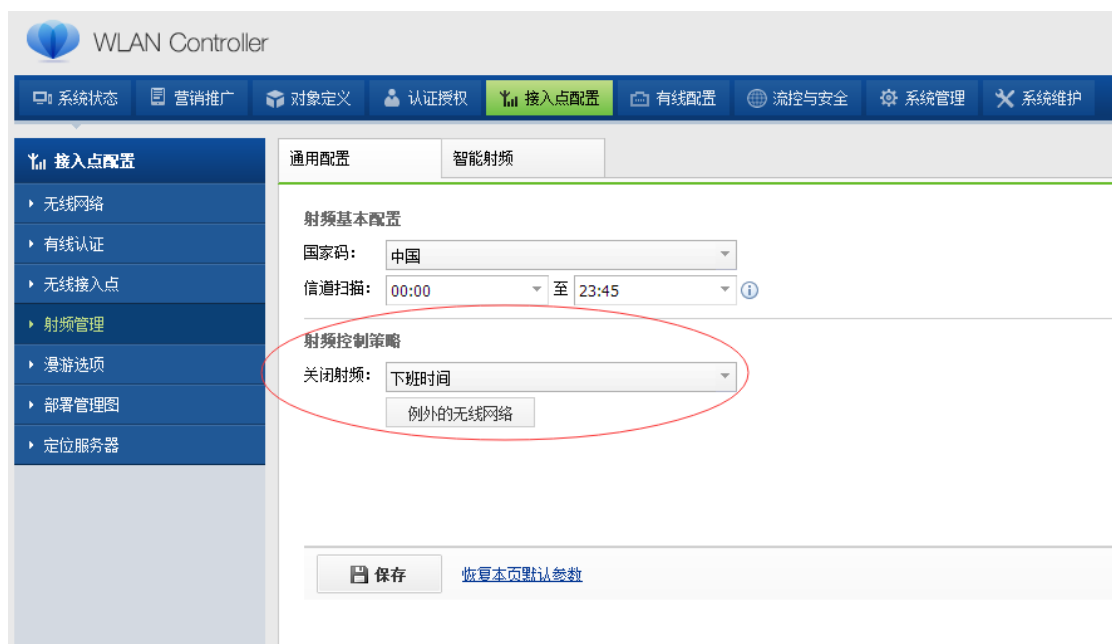 WLAN Controller
系统状态 营销推广 对象定义 认证授权 接入点配置 有线配置 流控与安全 系统管理 系统维护
接入点配置
无线网络
有线认证
无线接入点
射频管理
漫游选项
部署管理图
定位服务器
通用配置 智能射频
射频基本配置
国家码: 中国
信道扫描: 00:00 至 23:45
射频控制策略
关闭射频: 下班时间
例外的无线网络
保存 恢复本页默认参数